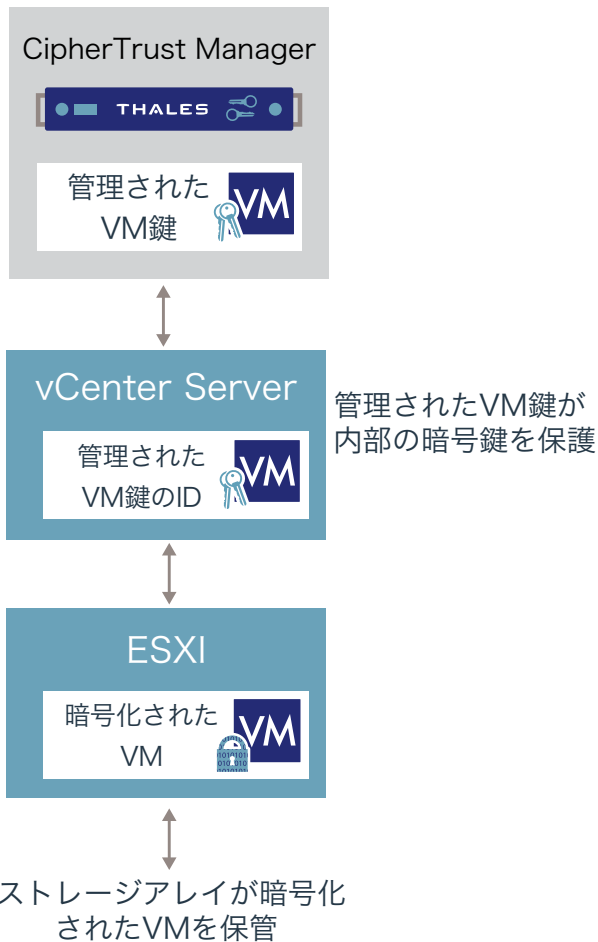 CipherTrust Manager
THALES
管理された
VM鍵
VM
vCenter Server
管理された
VM鍵のID
VM
管理されたVM鍵が
内部の暗号鍵を保護
ESXI
暗号化された
VM
VM
ストレージアレイが暗号化
されたVMを保管